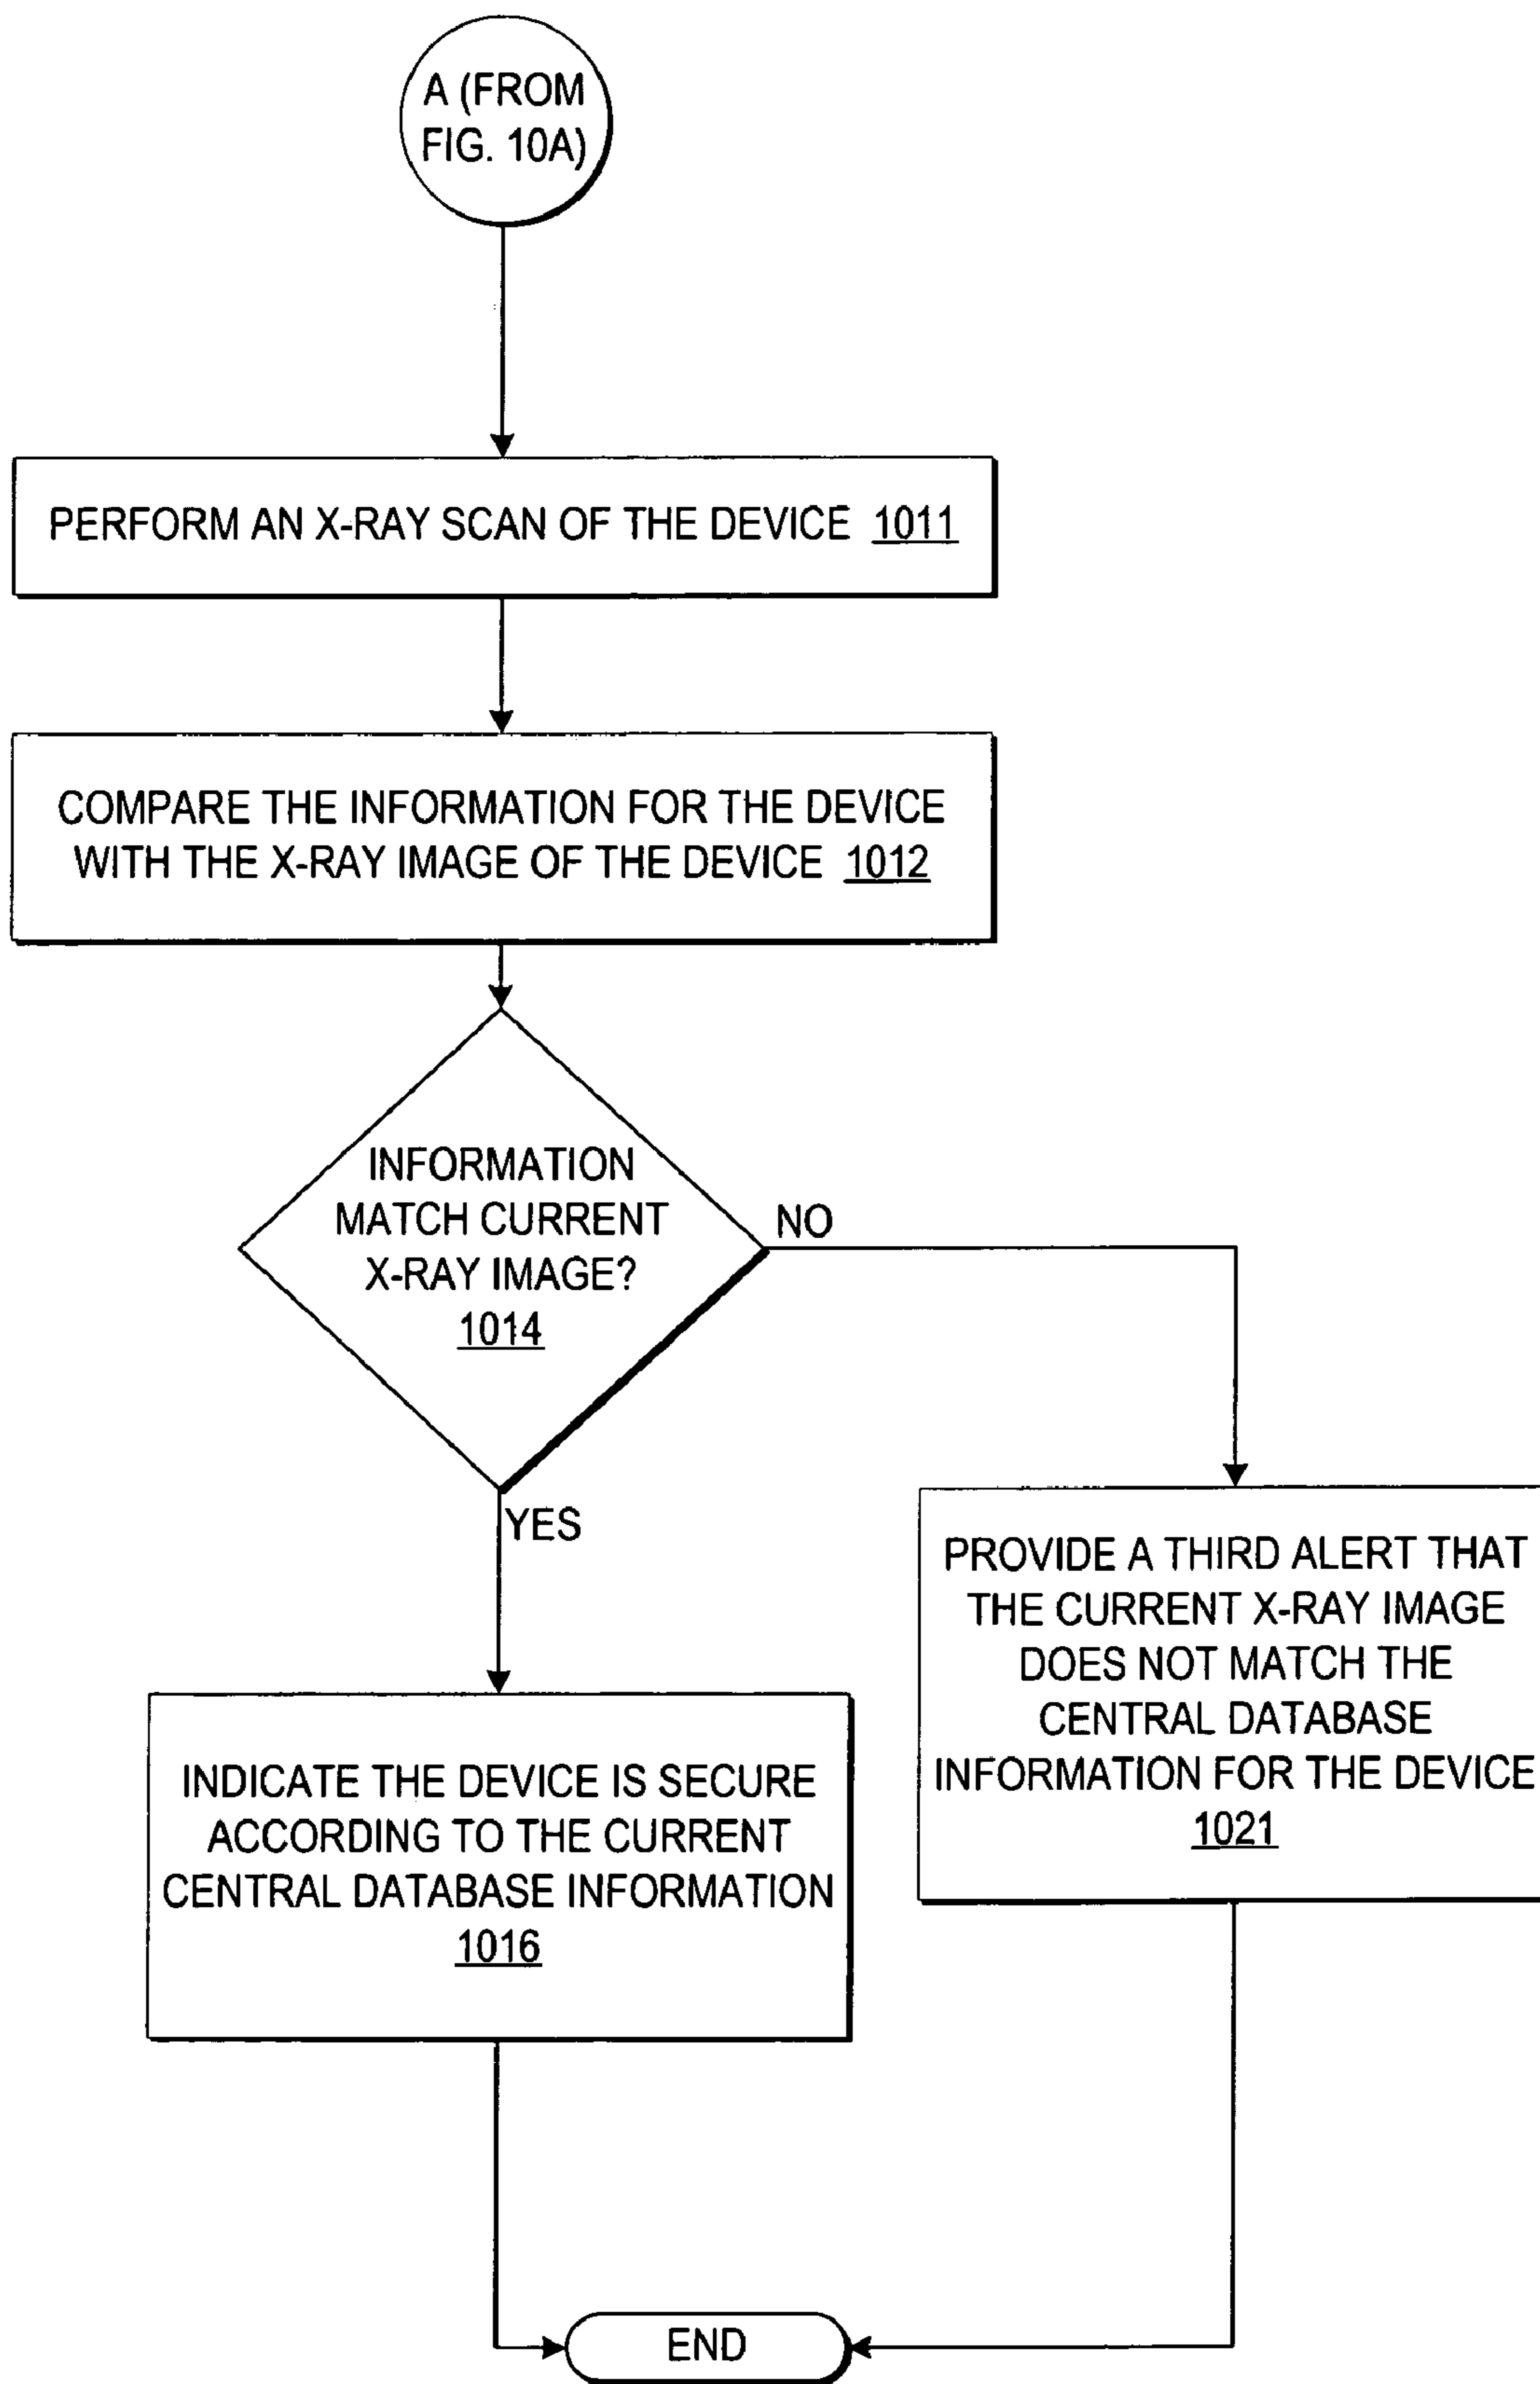 A (FROM
FIG. 10A)
PERFORM AN X-RAY SCAN OF THE DEVICE 1011
COMPARE THE INFORMATION FOR THE DEVICE
WITH THE X-RAY IMAGE OF THE DEVICE 1012
INFORMATION
MATCH CURRENT
X-RAY IMAGE?
1014
NO
YES
PROVIDE A THIRD ALERT THAT
THE CURRENT X-RAY IMAGE
DOES NOT MATCH THE
CENTRAL DATABASE
INFORMATION FOR THE DEVICE
1021
INDICATE THE DEVICE IS SECURE
ACCORDING TO THE CURRENT
CENTRAL DATABASE INFORMATION
1016
END